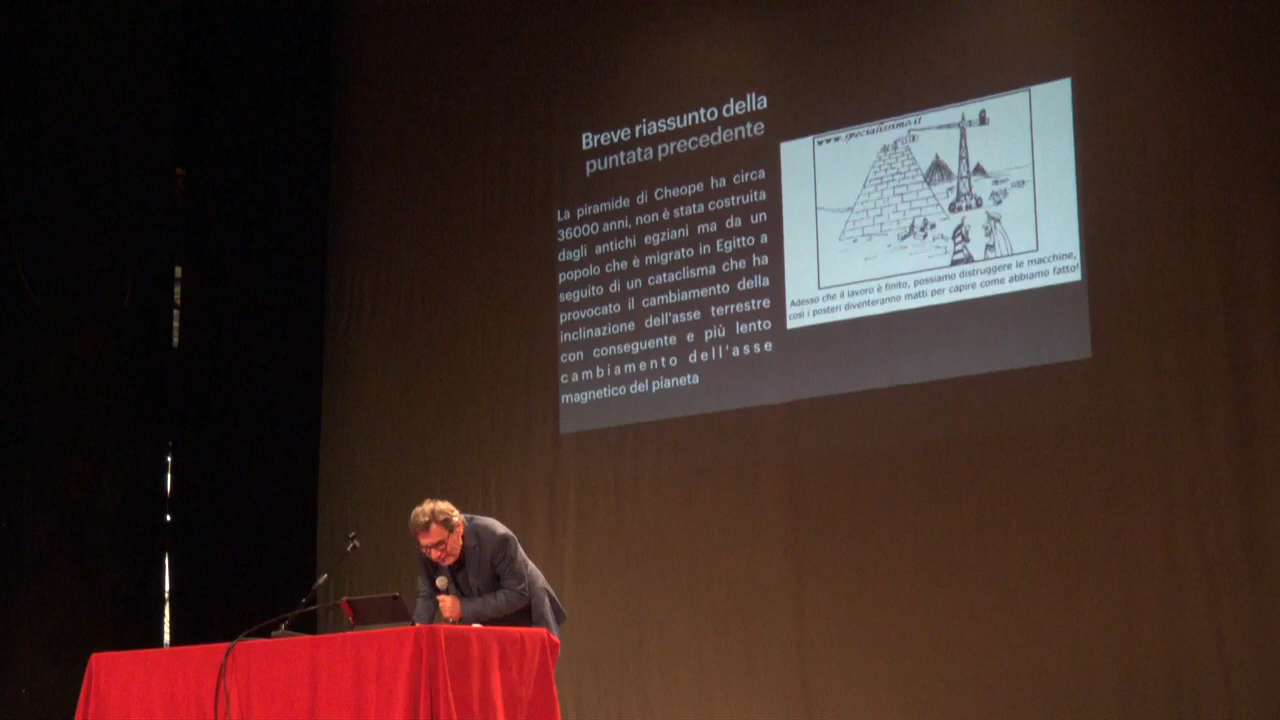 Breve riassunto della
puntata precedente
La piramide di Cheope ha circa
36000 anni, non è stata costruita
dagli antichi egziani ma da un
popolo che è migrato in Egitto a
seguito di un cataclisma che ha
provocato il cambiamento della
inclinazione dell'asse terrestre
con conseguente e più lento
cambiamento dell'asse
magnetico del pianeta
www.specialissimo.it
Adesso che il lavoro è finito, possiamo distruggere le macchine,
così i posteri diventeranno matti per capire come abbiamo fatto!